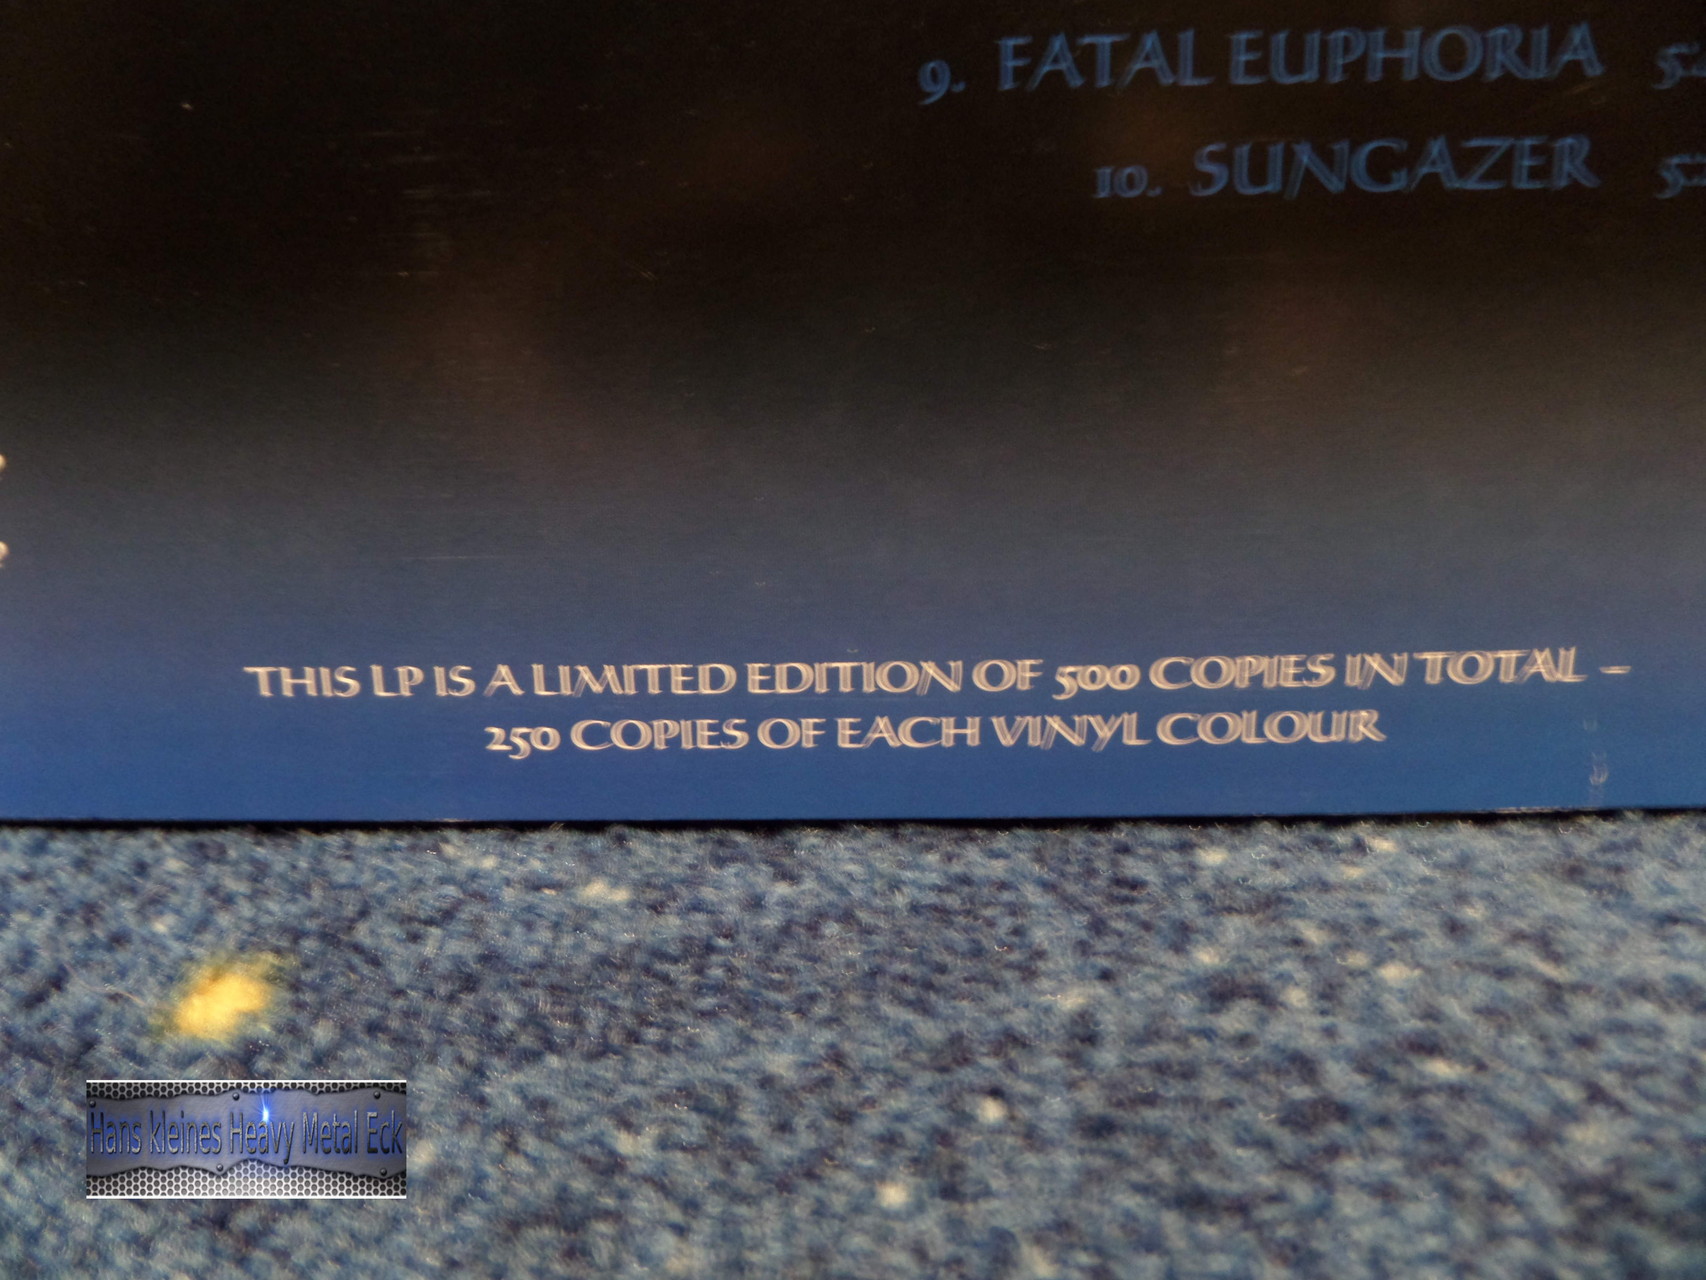 9. FATAL EUPHORIA
10. SUNGAZER
THIS LP IS A LIMITED EDITION OF 500 COPIES IN TOTAL –
250 COPIES OF EACH VINYL COLOUR
Hans kleines Heavy Metal Eck